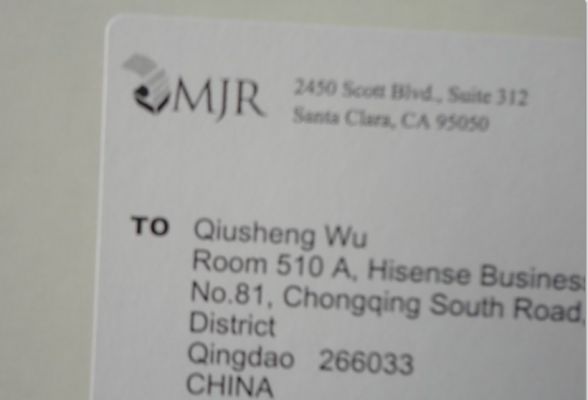 MJR
2450 Scott Blvd., Suite 312
Santa Clara, CA 95050
TO Qiusheng Wu
Room 510 A, Hisense Busines
No.81, Chongqing South Road,
District
Qingdao 266033
CHINA